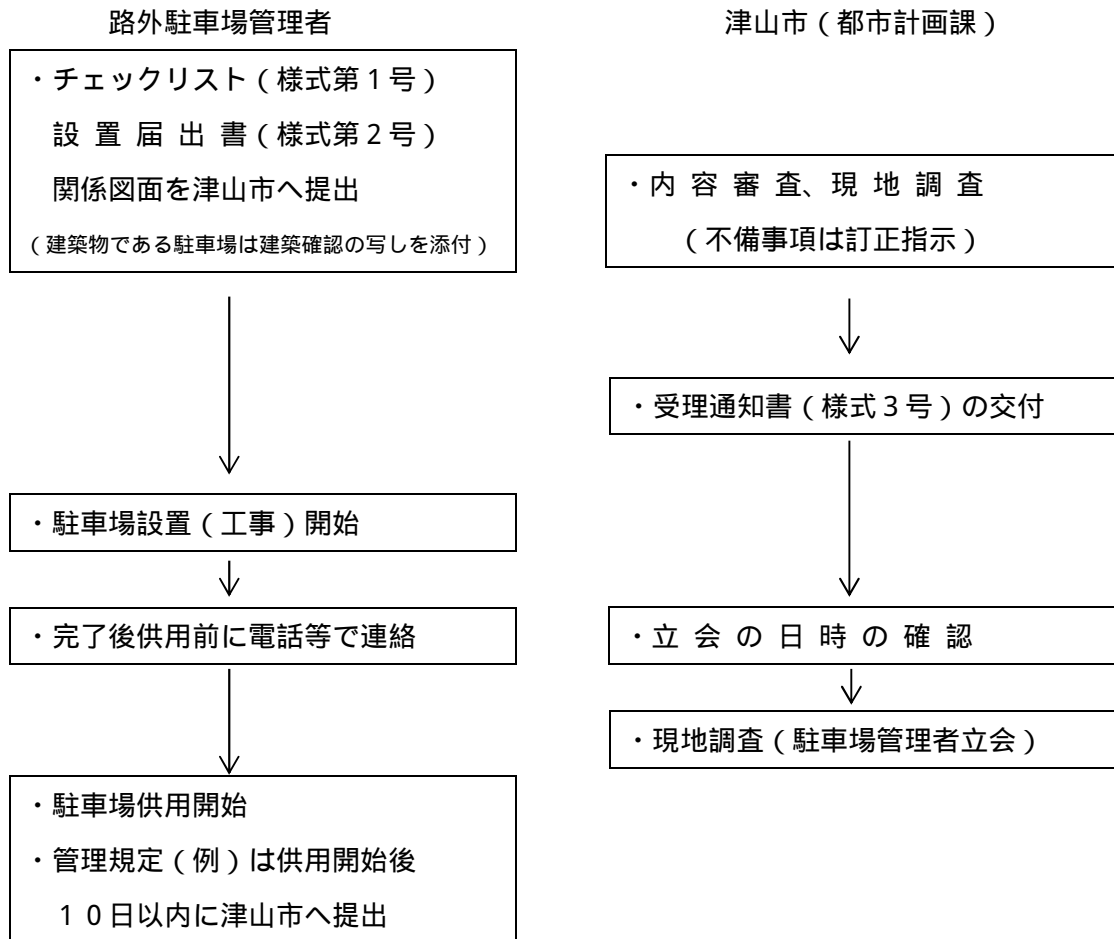 路外駐車場管理者
・チェックリスト（様式第１号）
設 置 届 出 書（様式第２号）
関係図面を津山市へ提出
（建築物である駐車場は建築確認の写しを添付）
・駐車場設置（工事）開始
・完了後供用前に電話等で連絡
・駐車場供用開始
・管理規定（例）は供用開始後
１０日以内に津山市へ提出
津山市（都市計画課）
・内 容 審 査、現 地 調 査
（不備事項は訂正指示）
・受理通知書（様式３号）の交付
・立 会 の 日 時 の 確 認
・現地調査（駐車場管理者立会）